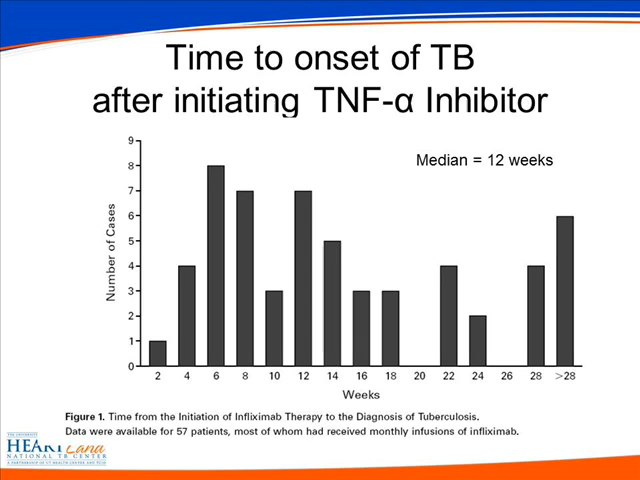 Time to onset of TB
after initiating TNF-α Inhibitor
Median = 12 weeks
Number of Cases
9
8
7
6
5
4
3
2
1
0
2 4 6 8 10 12 14 16 18 20 22 24 26 28 >28
Weeks
Figure 1. Time from the Initiation of Infliximab Therapy to the Diagnosis of Tuberculosis.
Data were available for 57 patients, most of whom had received monthly infusions of infliximab.
HEARTLand
NATIONAL TB CENTER